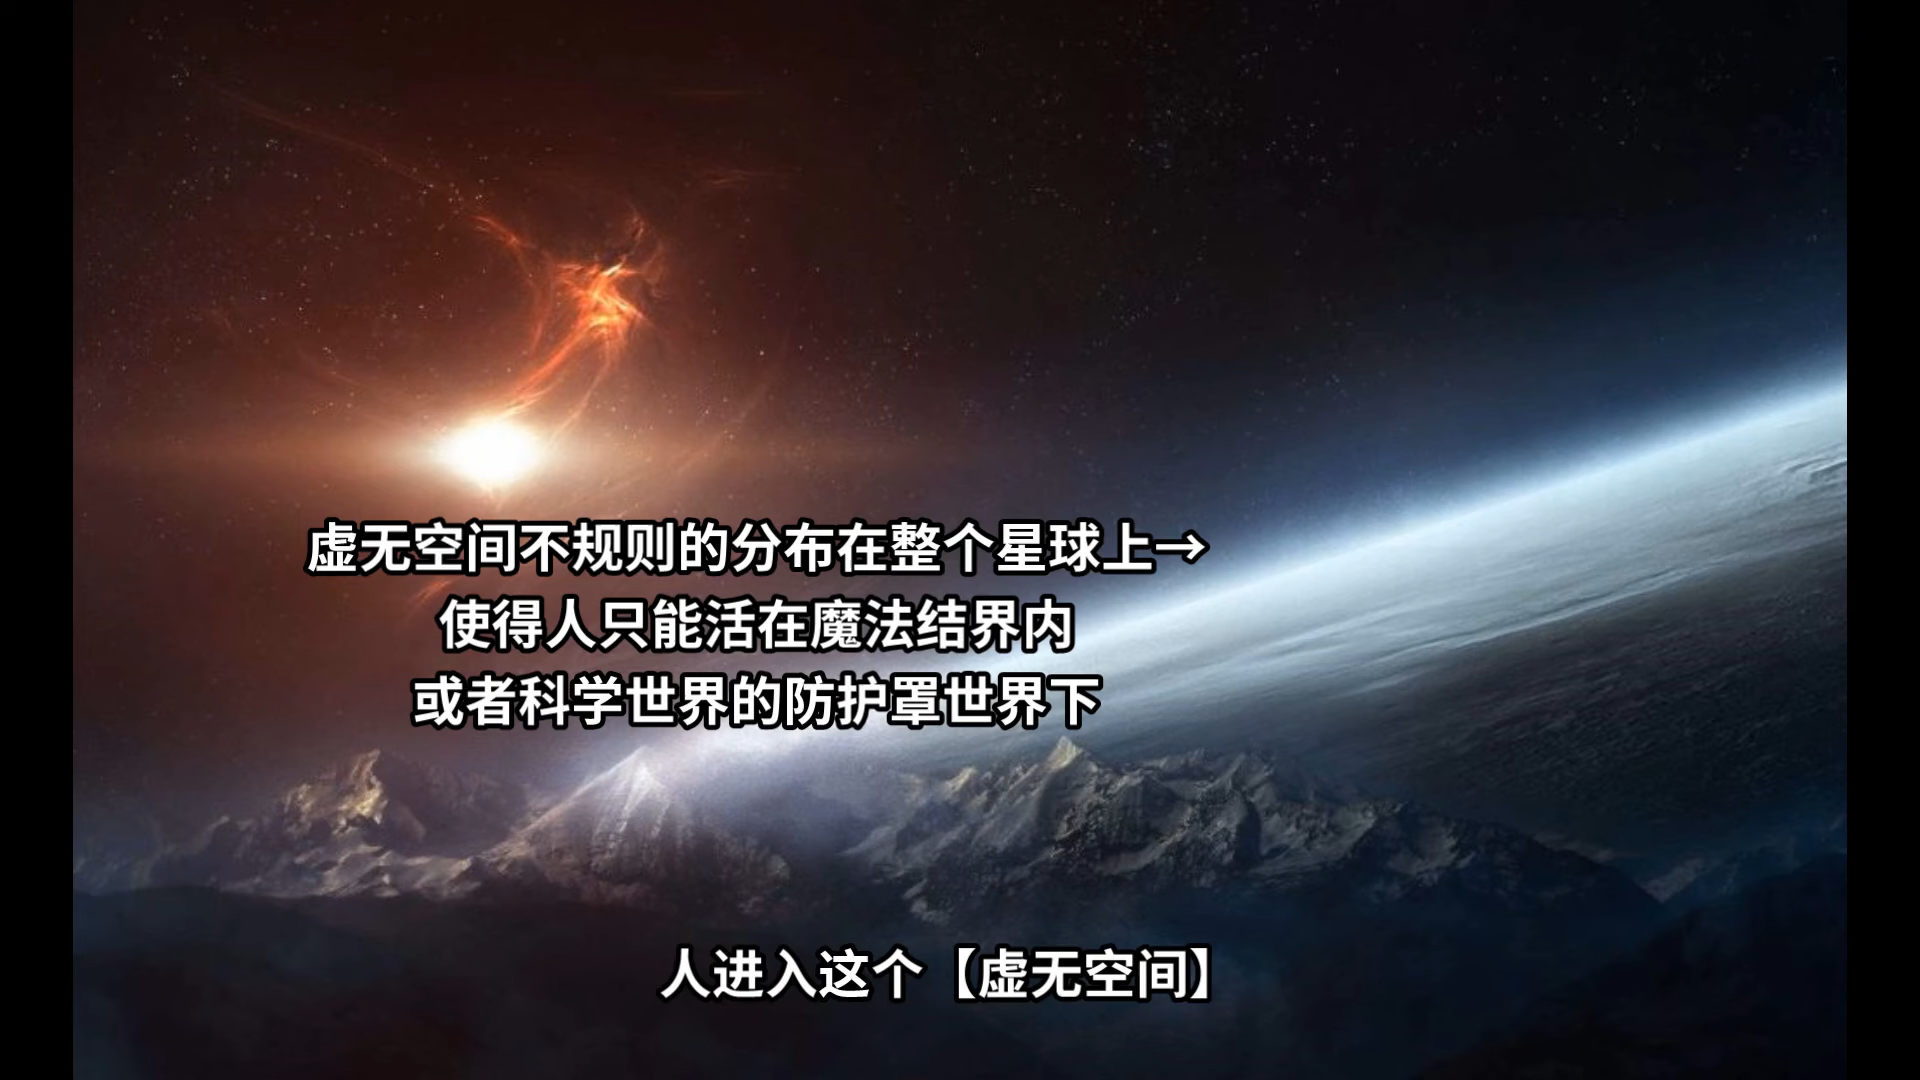 虚无空间不规则的分布在整个星球上→
使得人只能活在魔法结界内
或者科学世界的防护罩世界下
人进入这个【虚无空间】